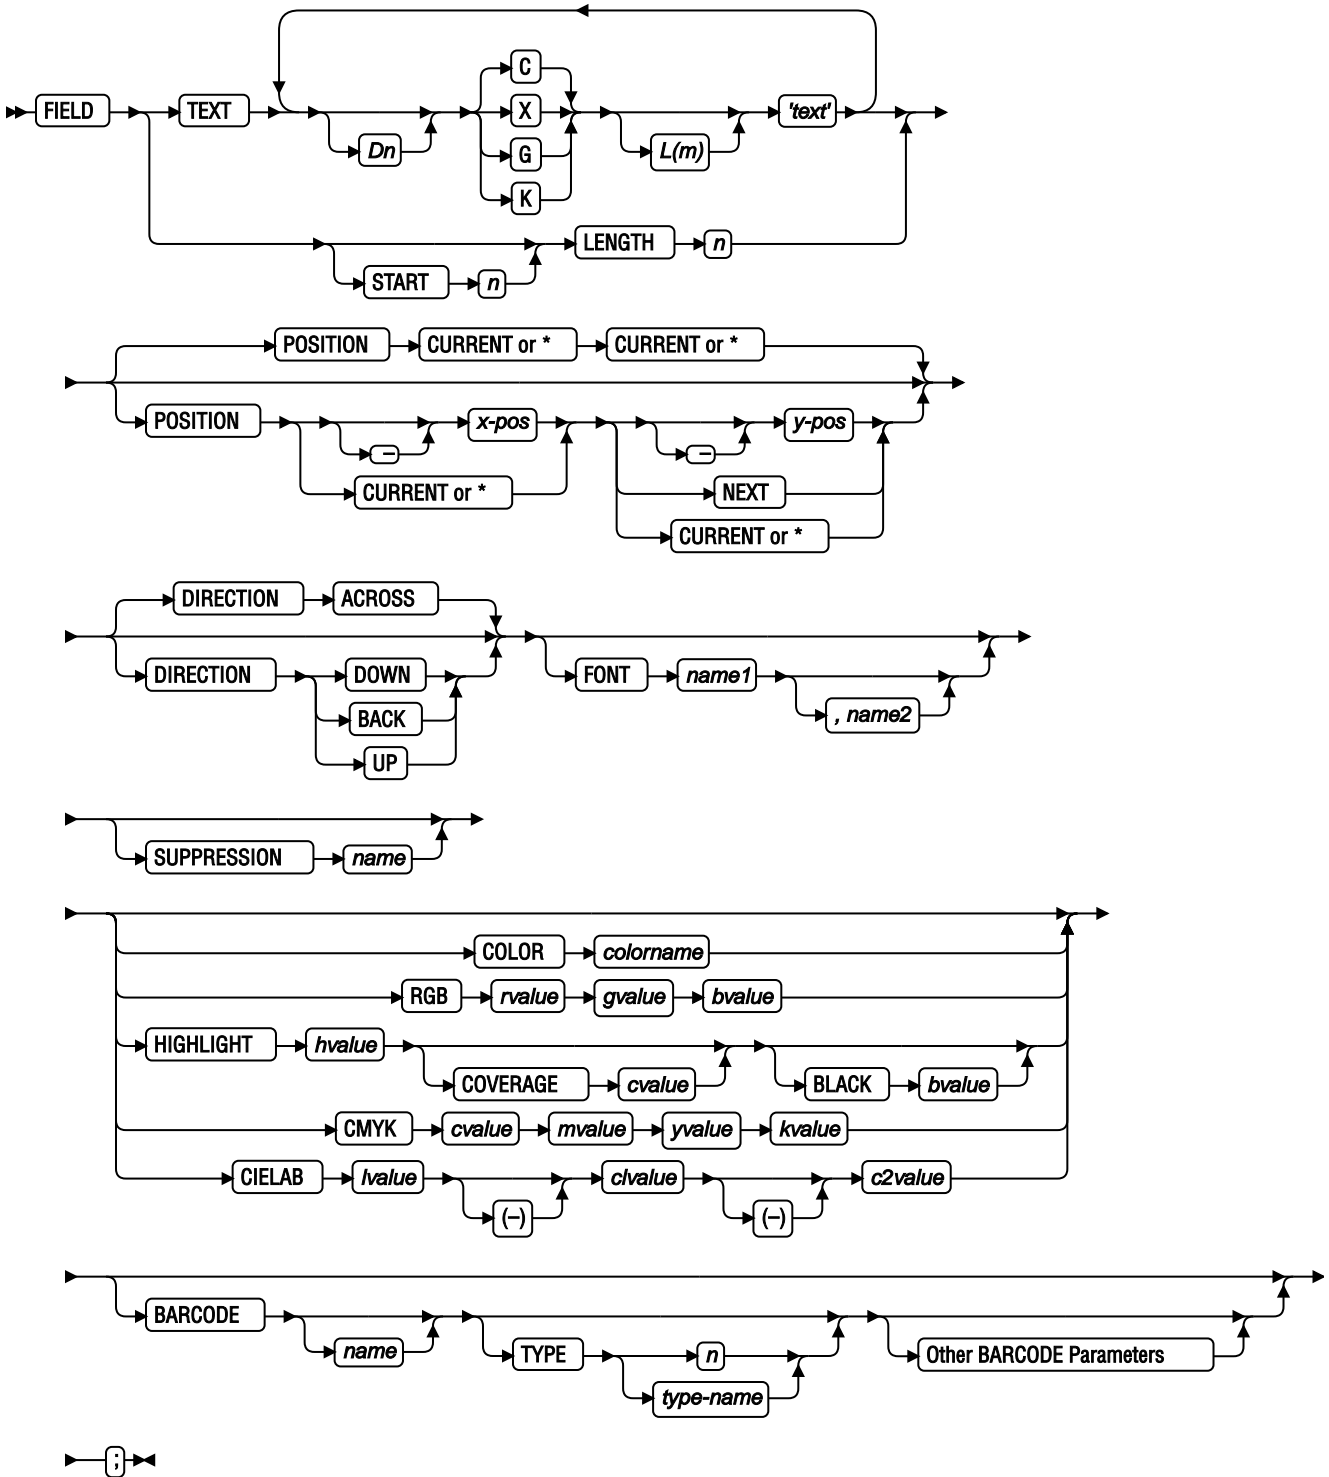 C
FIELD TEXT X 'text'
Dn G L(m)
K
LENGTH n
START n
POSITION CURRENT or * CURRENT or *
POSITION x-pos y-pos
– –
CURRENT or * NEXT
CURRENT or *
DIRECTION ACROSS
DIRECTION DOWN FONT name1
BACK , name2
UP
SUPPRESSION name
COLOR colorname
RGB rvalue gvalue bvalue
HIGHLIGHT hvalue
COVERAGE cvalue BLACK bvalue
CMYK cvalue mvalue yvalue kvalue
CIELAB lvalue clvalue c2value
(–) (–)
BARCODE
name TYPE n Other BARCODE Parameters
type-name
;